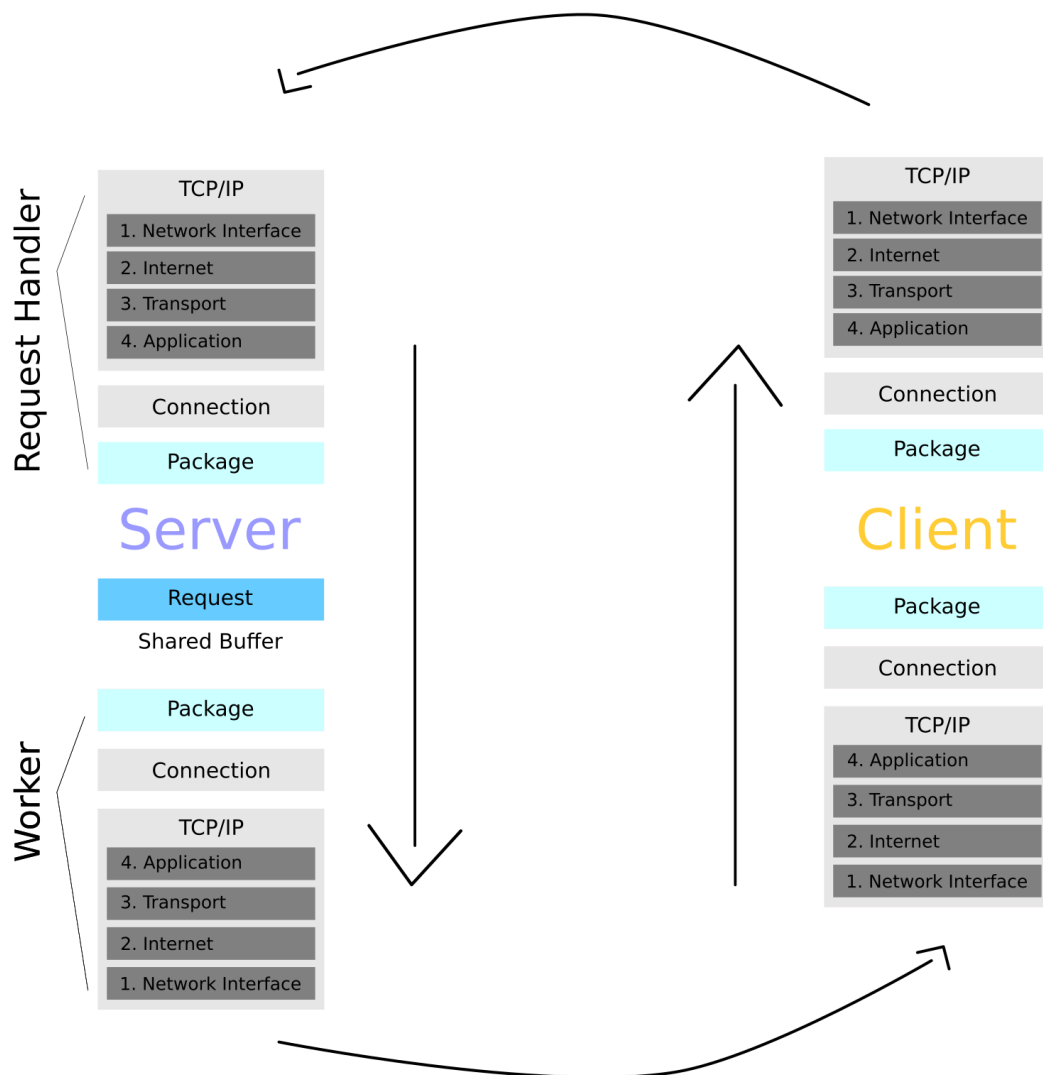 Request Handler
TCP/IP
1. Network Interface
2. Internet
3. Transport
4. Application
Connection
Package
Server
Request
Shared Buffer
Worker
Package
Connection
TCP/IP
4. Application
3. Transport
2. Internet
1. Network Interface
TCP/IP
1. Network Interface
2. Internet
3. Transport
4. Application
Connection
Package
Client
Package
Connection
TCP/IP
4. Application
3. Transport
2. Internet
1. Network Interface